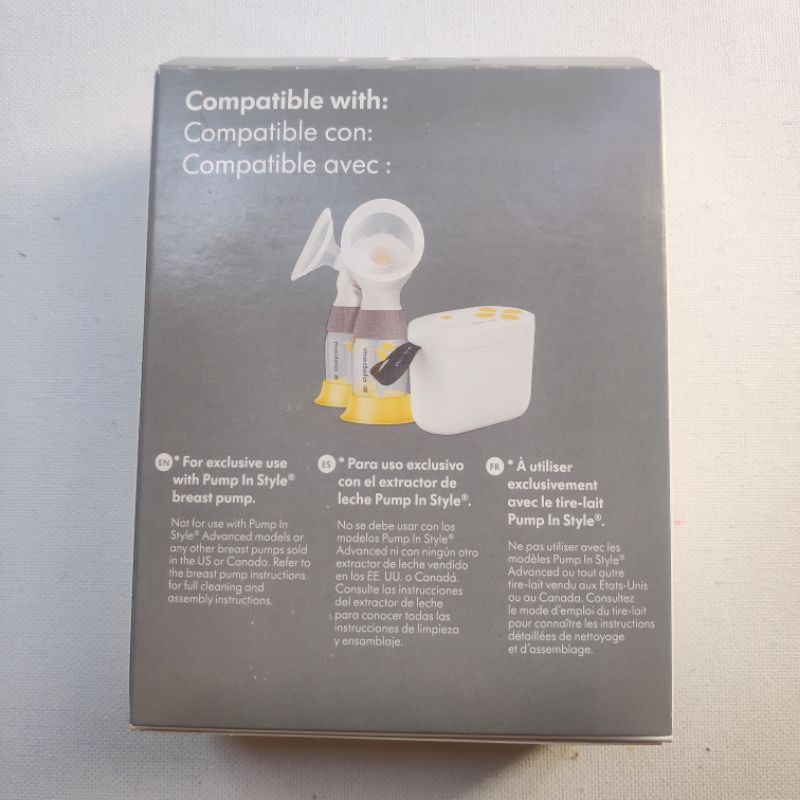 Compatible with:
Compatible con:
Compatible avec :
medela
medela
EN
* For exclusive use
with Pump In Style®
breast pump.
Not for use with Pump In
Style® Advanced models or
any other breast pumps sold
in the US or Canada. Refer to
the breast pump instructions
for full cleaning and
assembly instructions.
ES
* Para uso exclusivo
con el extractor de
leche Pump In Style®.
No se debe usar con los
modelos Pump In Style®
Advanced ni con ningún otro
extractor de leche vendido
en los EE. UU. o Canadá.
Consulte las instrucciones
del extractor de leche
para conocer todas las
instrucciones de limpieza
y ensamblaje.
FR
* À utiliser
exclusivement
avec le tire-lait
Pump In Style®.
Ne pas utiliser avec les
modèles Pump In Style®
Advanced ou tout autre
tire-lait vendu aux États-Unis
ou au Canada. Consultez
le mode d'emploi du tire-lait
pour connaître les instructions
détaillées de nettoyage
et d'assemblage.